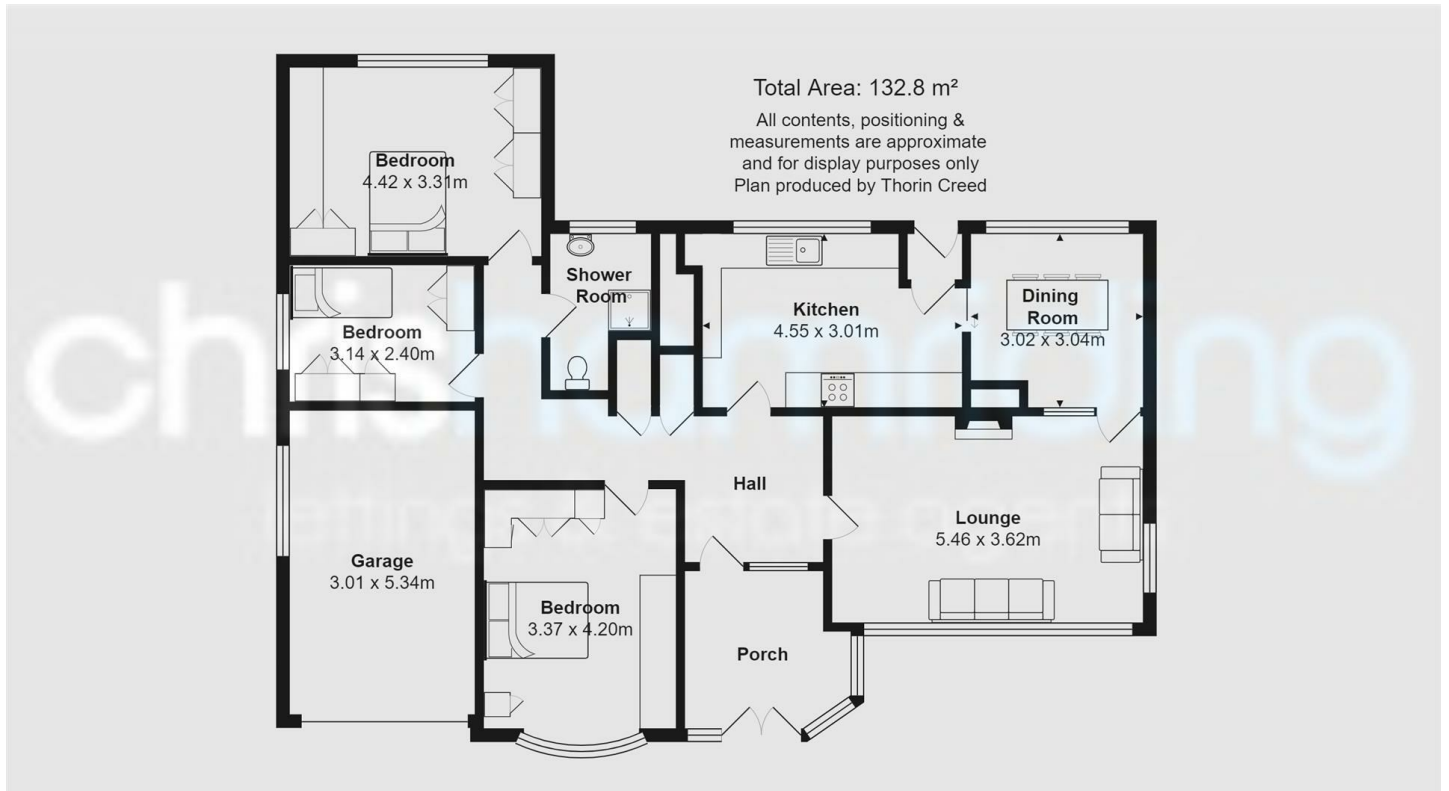 Total Area: 132.8 m²
All contents, positioning &
measurements are approximate
and for display purposes only
Plan produced by Thorin Creed
Bedroom
4.42 x 3.31m
Shower
Room
Kitchen
4.55 x 3.01m
Dining
Room
3.02 x 3.04m
Bedroom
3.14 x 2.40m
Hall
Lounge
5.46 x 3.62m
Garage
3.01 x 5.34m
Bedroom
3.37 x 4.20m
Porch